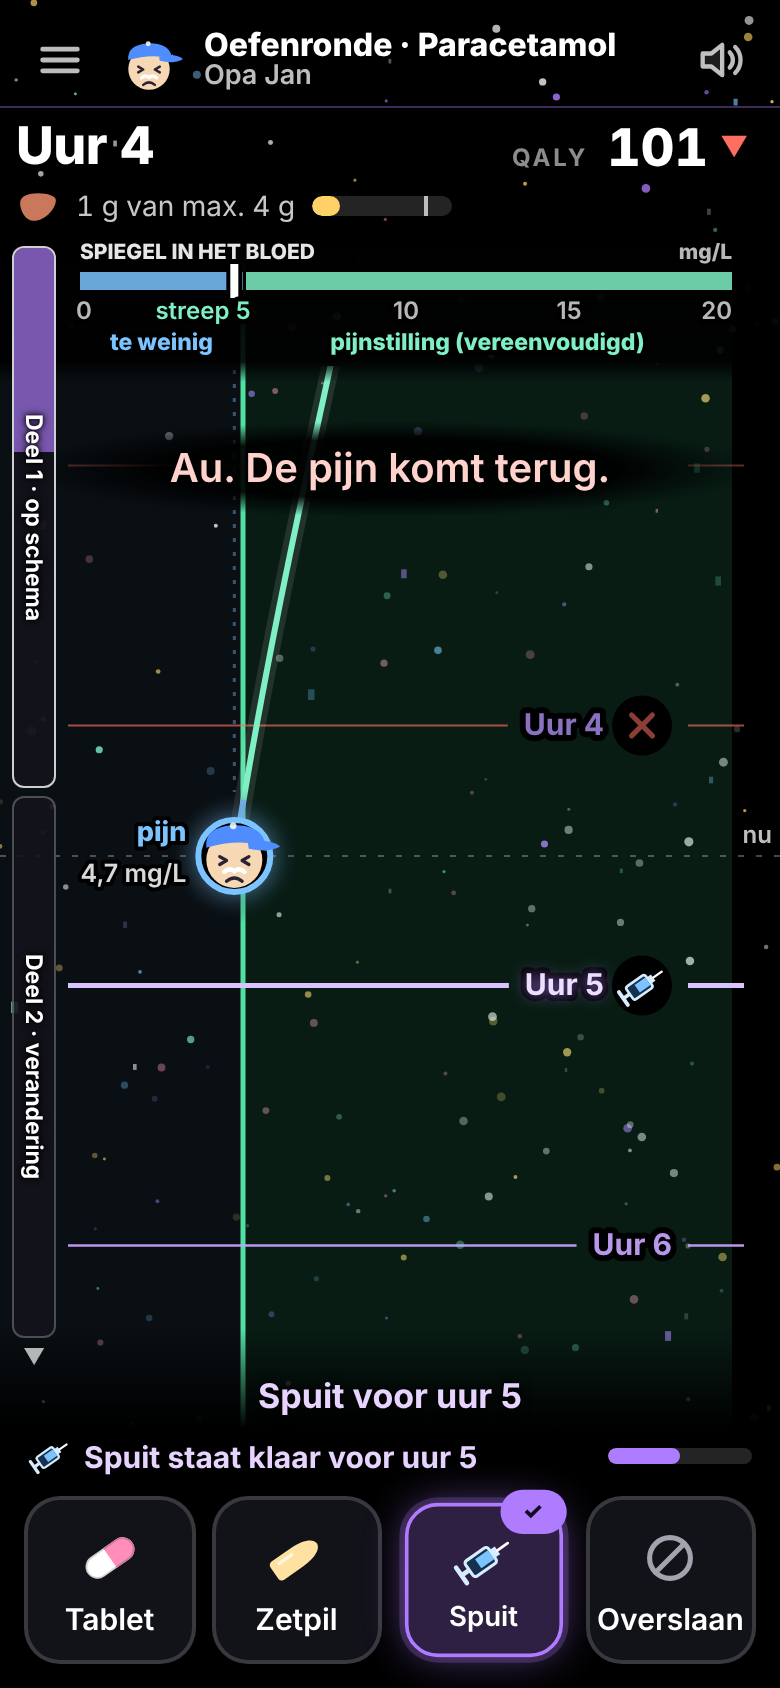 Oefenronde · Paracetamol
Opa Jan
Uur 4
QALY 101
1 g van max. 4 g
SPIEGEL IN HET BLOED mg/L
0 streep 5 10 15 20
te weinig pijnstilling (vereenvoudigd)
Au. De pijn komt terug.
Deel 1 · op schema
Uur 4
pijn
nu
4,7 mg/L
Uur 5
Deel 2 · verandering
Uur 6
Spuit voor uur 5
Spuit staat klaar voor uur 5
Tablet Zetpil Spuit Overslaan